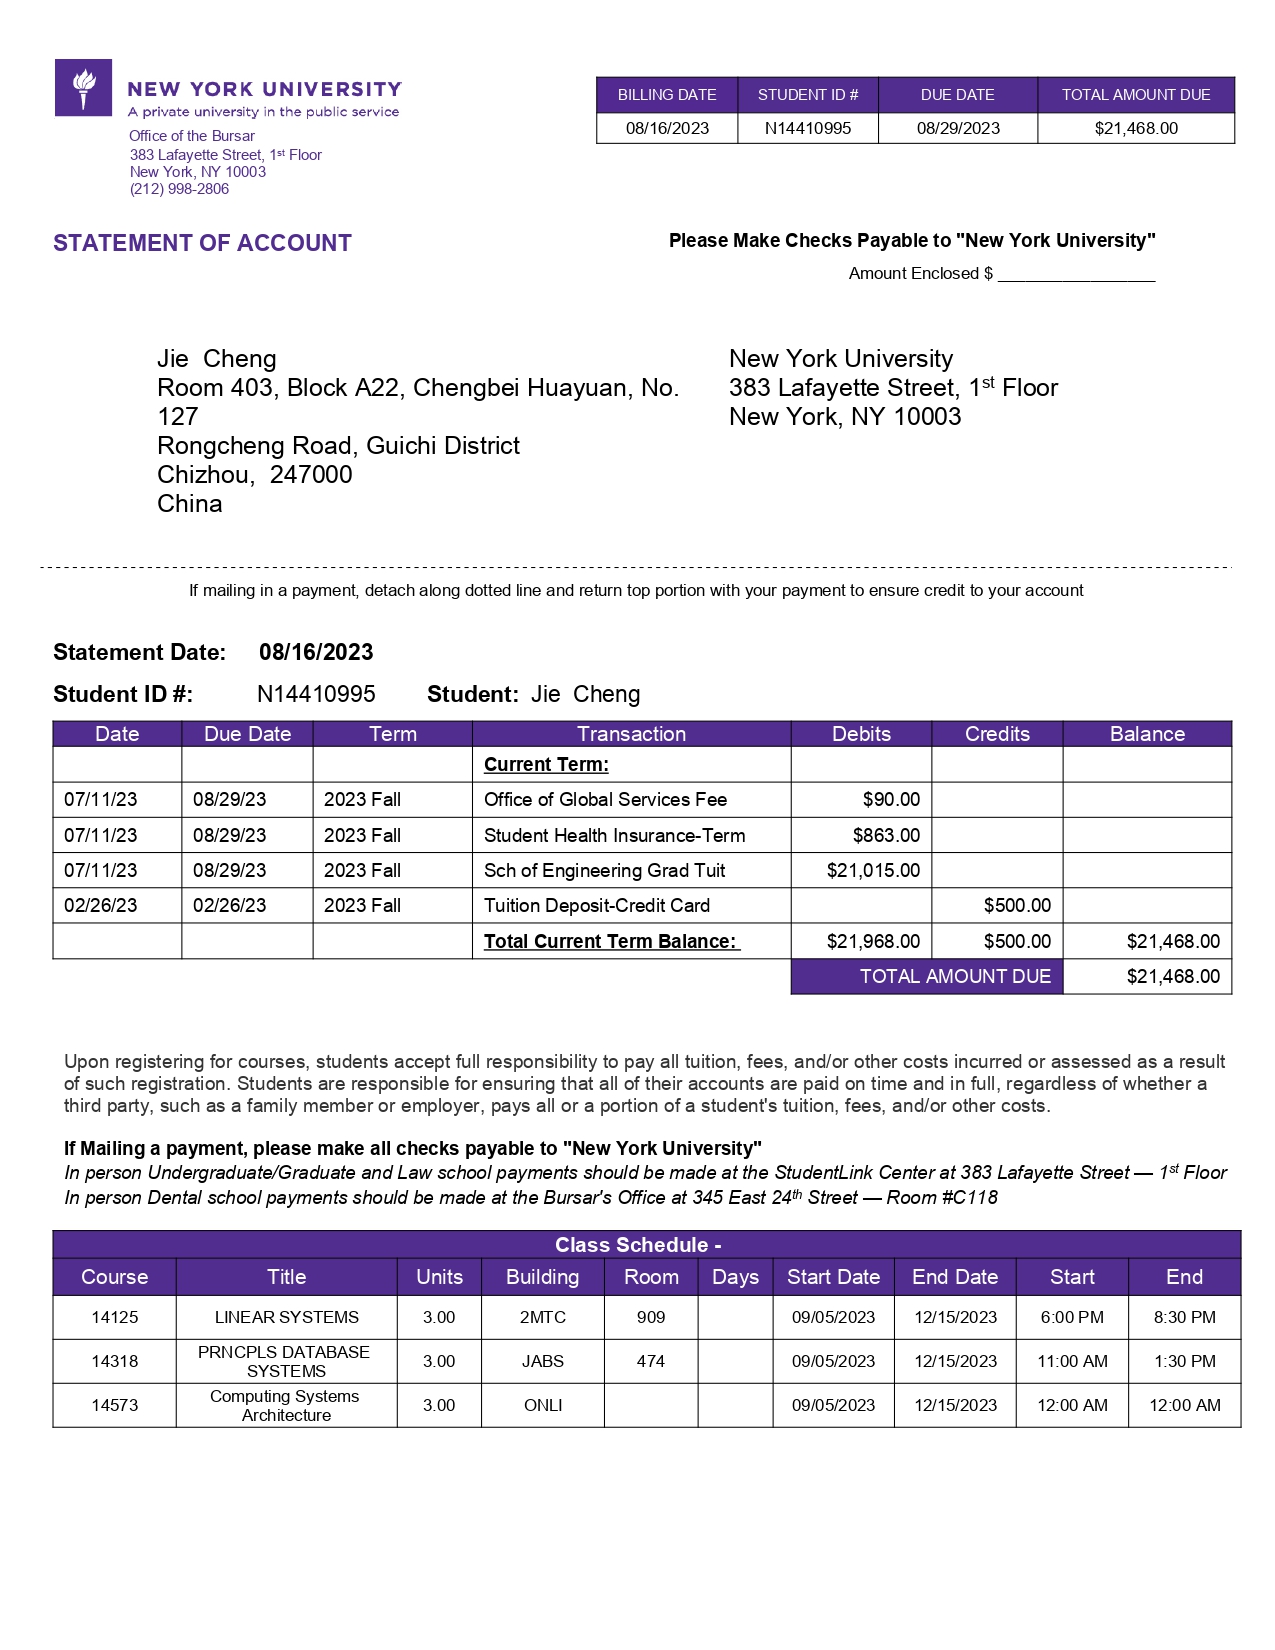 NEW YORK UNIVERSITY
A private university in the public service
Office of the Bursar
383 Lafayette Street, 1st Floor
New York, NY 10003
(212) 998-2806
BILLING DATE STUDENT ID # DUE DATE TOTAL AMOUNT DUE
08/16/2023 N14410995 08/29/2023 $21,468.00
STATEMENT OF ACCOUNT
Please Make Checks Payable to "New York University"
Amount Enclosed $ _________________
Jie  Cheng
Room 403, Block A22, Chengbei Huayuan, No.
127
Rongcheng Road, Guichi District
Chizhou,  247000
China
New York University
383 Lafayette Street, 1st Floor
New York, NY 10003
If mailing in a payment, detach along dotted line and return top portion with your payment to ensure credit to your account
Statement Date: 08/16/2023
Student ID #: N14410995 Student: Jie  Cheng
Date Due Date Term Transaction Debits Credits Balance
Current Term:
07/11/23 08/29/23 2023 Fall Office of Global Services Fee $90.00
07/11/23 08/29/23 2023 Fall Student Health Insurance-Term $863.00
07/11/23 08/29/23 2023 Fall Sch of Engineering Grad Tuit $21,015.00
02/26/23 02/26/23 2023 Fall Tuition Deposit-Credit Card $500.00
Total Current Term Balance: $21,968.00 $500.00 $21,468.00
TOTAL AMOUNT DUE $21,468.00
Upon registering for courses, students accept full responsibility to pay all tuition, fees, and/or other costs incurred or assessed as a result
of such registration. Students are responsible for ensuring that all of their accounts are paid on time and in full, regardless of whether a
third party, such as a family member or employer, pays all or a portion of a student's tuition, fees, and/or other costs.
If Mailing a payment, please make all checks payable to "New York University"
In person Undergraduate/Graduate and Law school payments should be made at the StudentLink Center at 383 Lafayette Street — 1st Floor
In person Dental school payments should be made at the Bursar's Office at 345 East 24th Street — Room #C118
Class Schedule -
Course Title Units Building Room Days Start Date End Date Start End
14125 LINEAR SYSTEMS 3.00 2MTC 909 09/05/2023 12/15/2023 6:00 PM 8:30 PM
14318 PRNCPLS DATABASE SYSTEMS 3.00 JABS 474 09/05/2023 12/15/2023 11:00 AM 1:30 PM
14573 Computing Systems Architecture 3.00 ONLI 09/05/2023 12/15/2023 12:00 AM 12:00 AM